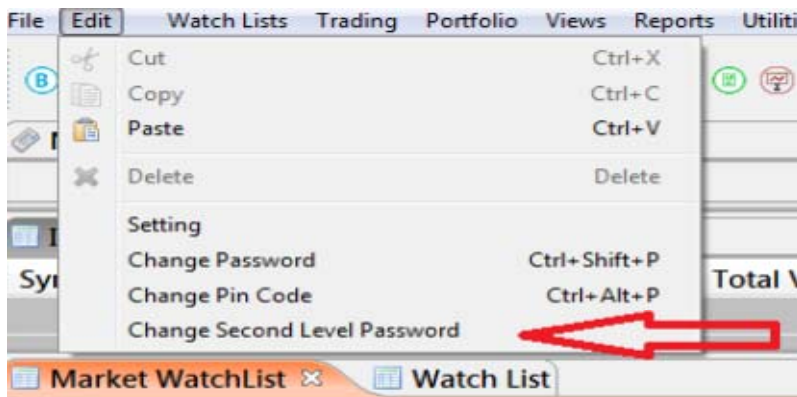 File Edit Watch Lists Trading Portfolio Views Reports
Cut Ctrl+X
B
Copy Ctrl+C
Paste Ctrl+V
Delete Delete
Setting
Change Password Ctrl+Shift+P
Total
Change Pin Code Ctrl+Alt+P
Change Second Level Password
Market WatchList Watch List